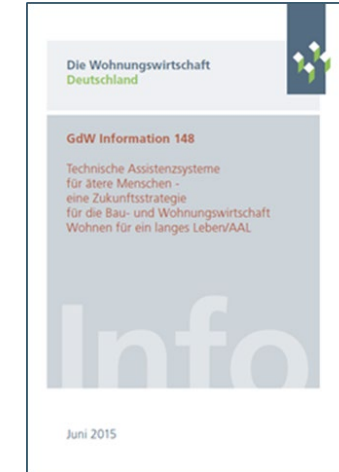 Die Wohnungswirtschaft
Deutschland
GdW Information 148
Technische Assistenzsysteme
für ätere Menschen -
eine Zukunftsstrategie
für die Bau- und Wohnungswirtschaft
Wohnen für ein langes Leben/AAL
Info
Juni 2015